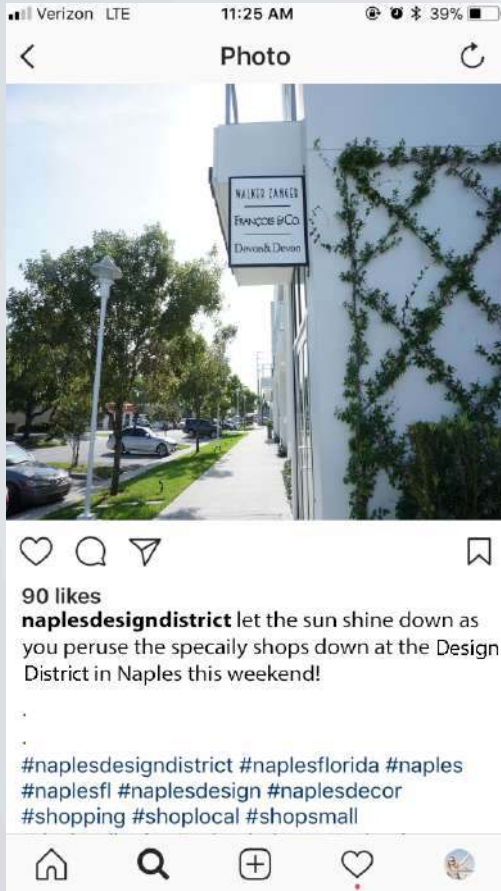 Verizon LTE 11:25 AM 39%
Photo
WALKER ZANGER
FRANÇOIS & CO.
Devon&Devon
90 likes
naplesdesigndistrict let the sun shine down as
you peruse the specaily shops down at the Design
District in Naples this weekend!
.
.
#naplesdesigndistrict #naplesflorida #naples
#naplesfl #naplesdesign #naplesdecor
#shopping #shoplocal #shopsmall